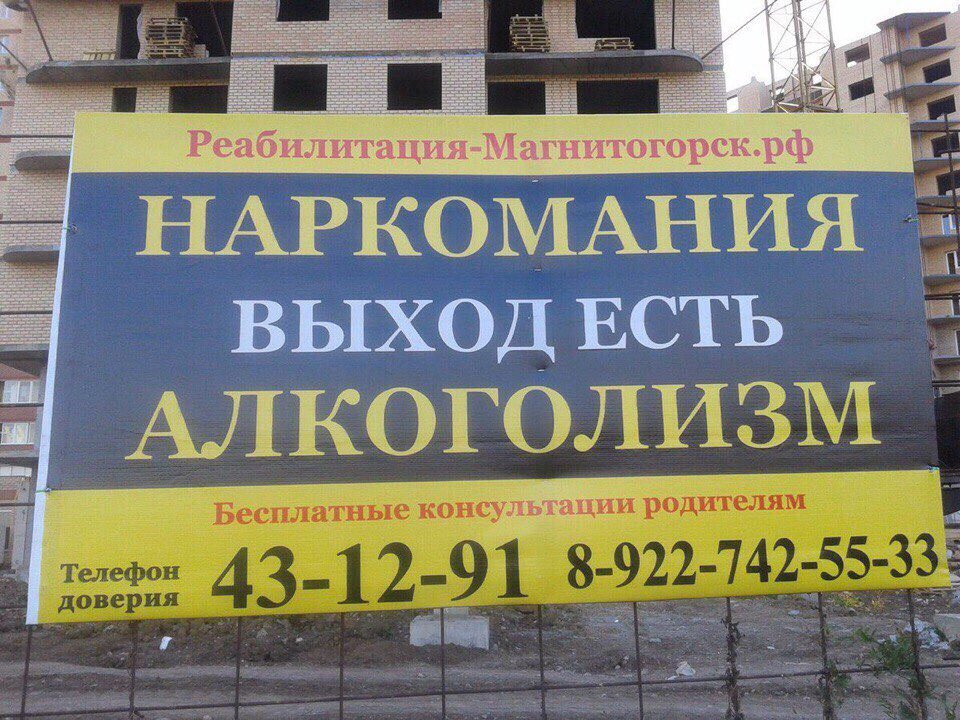 Реабилитация-Магнитогорск.рф
НАРКОМАНИЯ
ВЫХОД ЕСТЬ
АЛКОГОЛИЗМ
Бесплатные консультации родителям
Телефон доверия 43-12-91 8-922-742-55-33